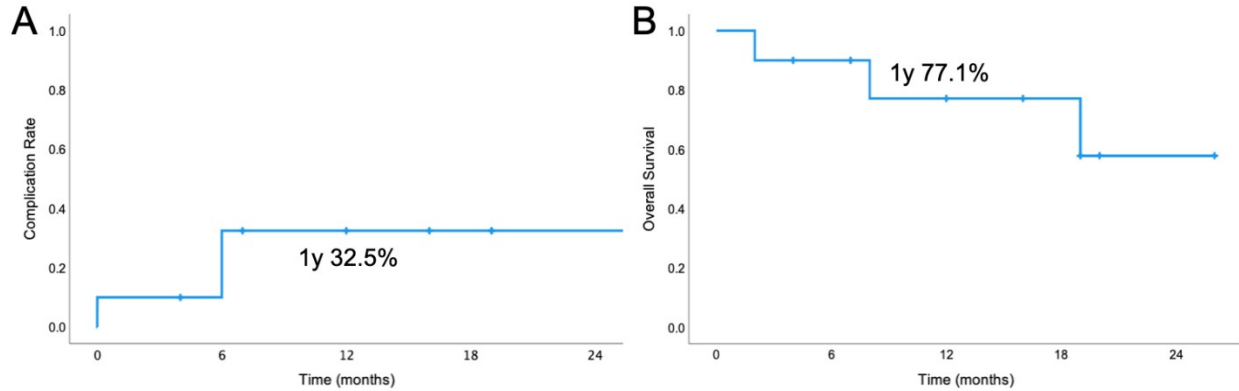 A
Complication Rate
1.0
0.8
0.6
0.4
0.2
0.0
1y 32.5%
0 6 12 18 24
Time (months)
B
Overall Survival
1.0
0.8
0.6
0.4
0.2
0.0
1y 77.1%
0 6 12 18 24
Time (months)